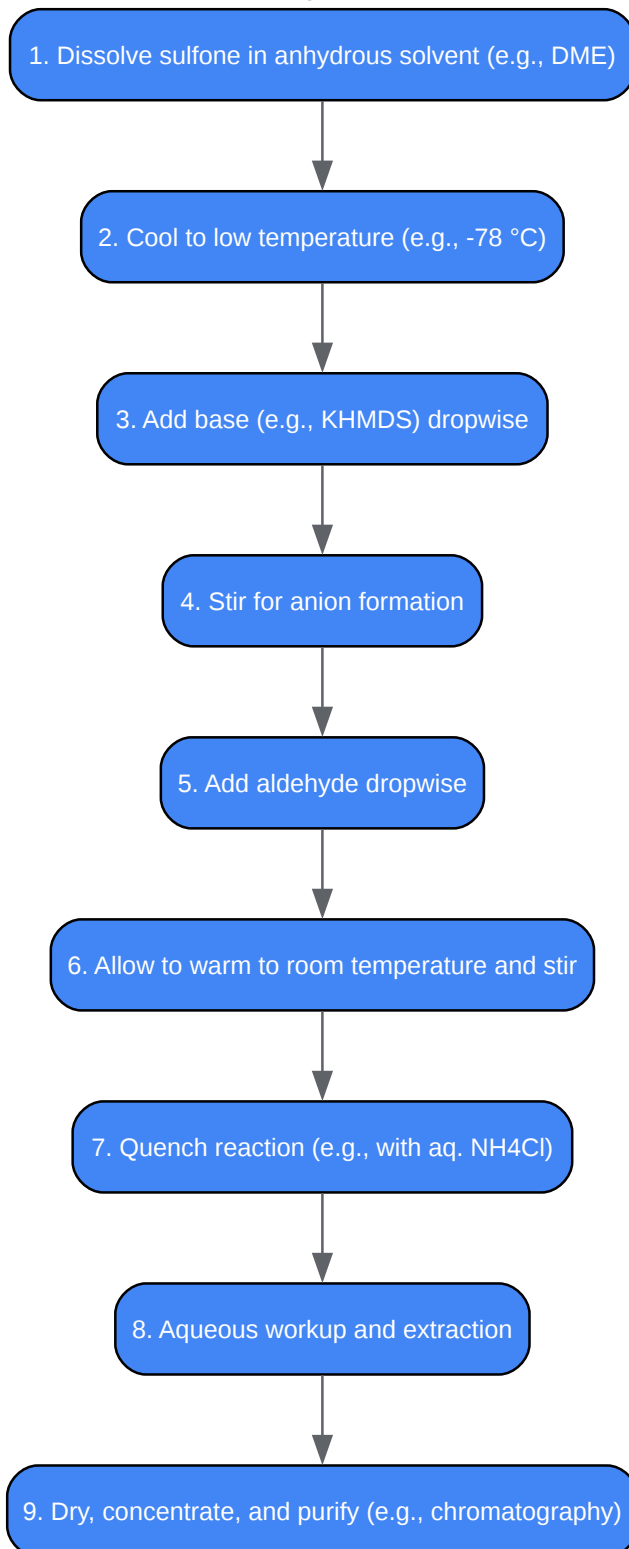 1. Dissolve sulfone in anhydrous solvent (e.g., DME)
2. Cool to low temperature (e.g., -78 °C)
3. Add base (e.g., KHMDS) dropwise
4. Stir for anion formation
5. Add aldehyde dropwise
6. Allow to warm to room temperature and stir
7. Quench reaction (e.g., with aq. NH4Cl)
8. Aqueous workup and extraction
9. Dry, concentrate, and purify (e.g., chromatography)